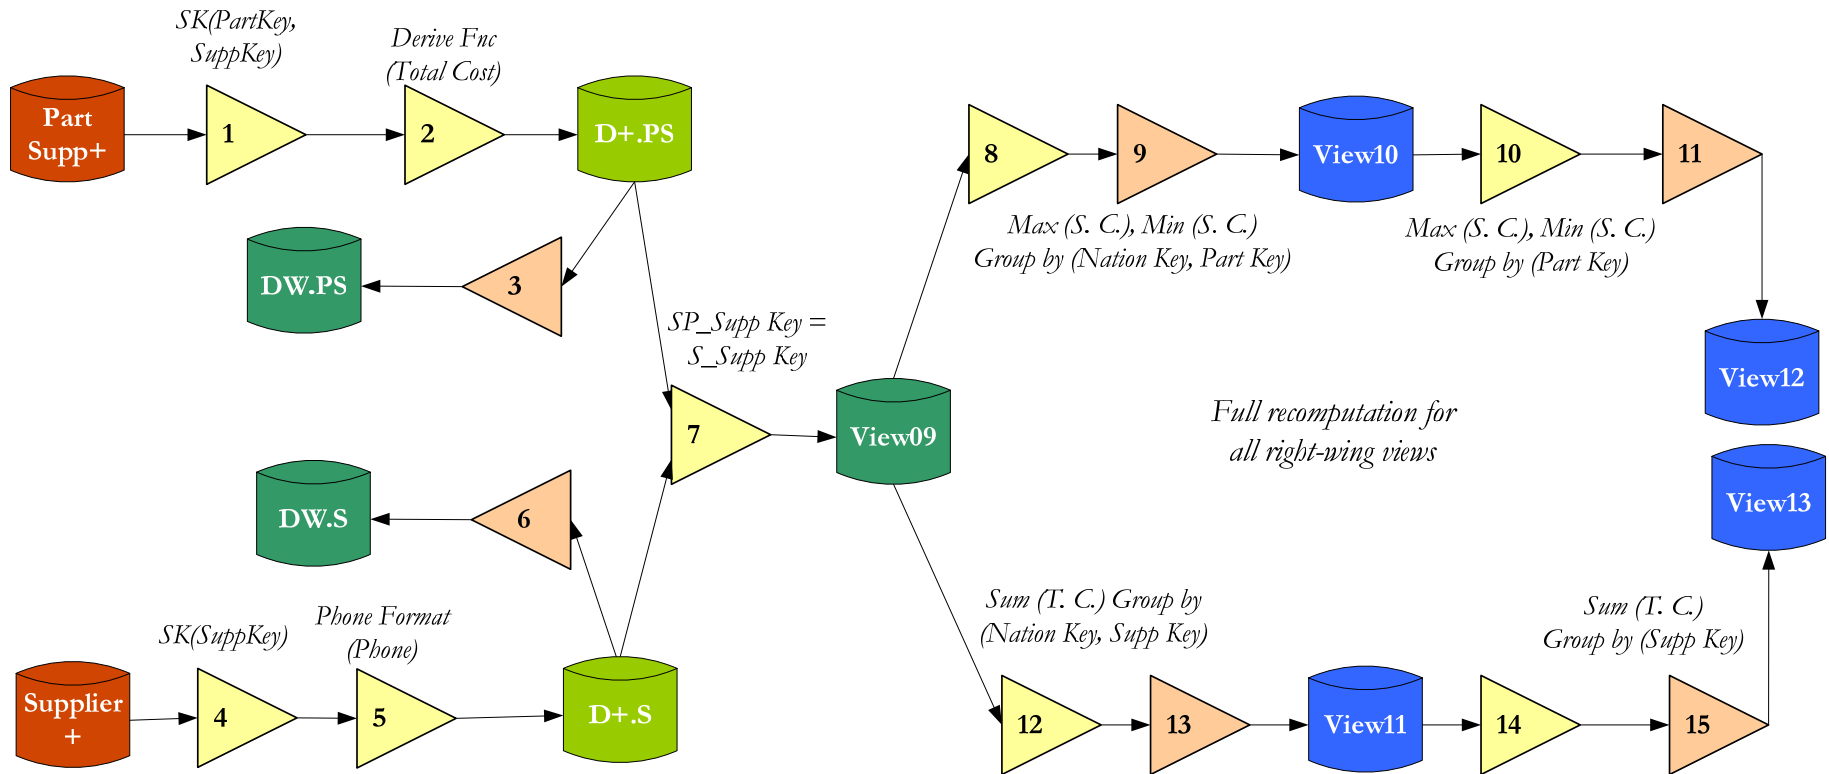 SK(PartKey,
SuppKey)
Derive Fnc
(Total Cost)
Part
Supp+
1
2
D+.PS
8
9
View10
10
11
Max (S. C.), Min (S. C.)
Group by (Nation Key, Part Key)
Max (S. C.), Min (S. C.)
Group by (Part Key)
DW.PS
3
SP_Supp Key =
S_Supp Key
View12
7
View09
Full recomputation for
all right-wing views
DW.S
6
View13
SK(SuppKey)
Phone Format
(Phone)
Sum (T. C.) Group by
(Nation Key, Supp Key)
Sum (T. C.)
Group by (Supp Key)
Supplier
+
4
5
D+.S
12
13
View11
14
15